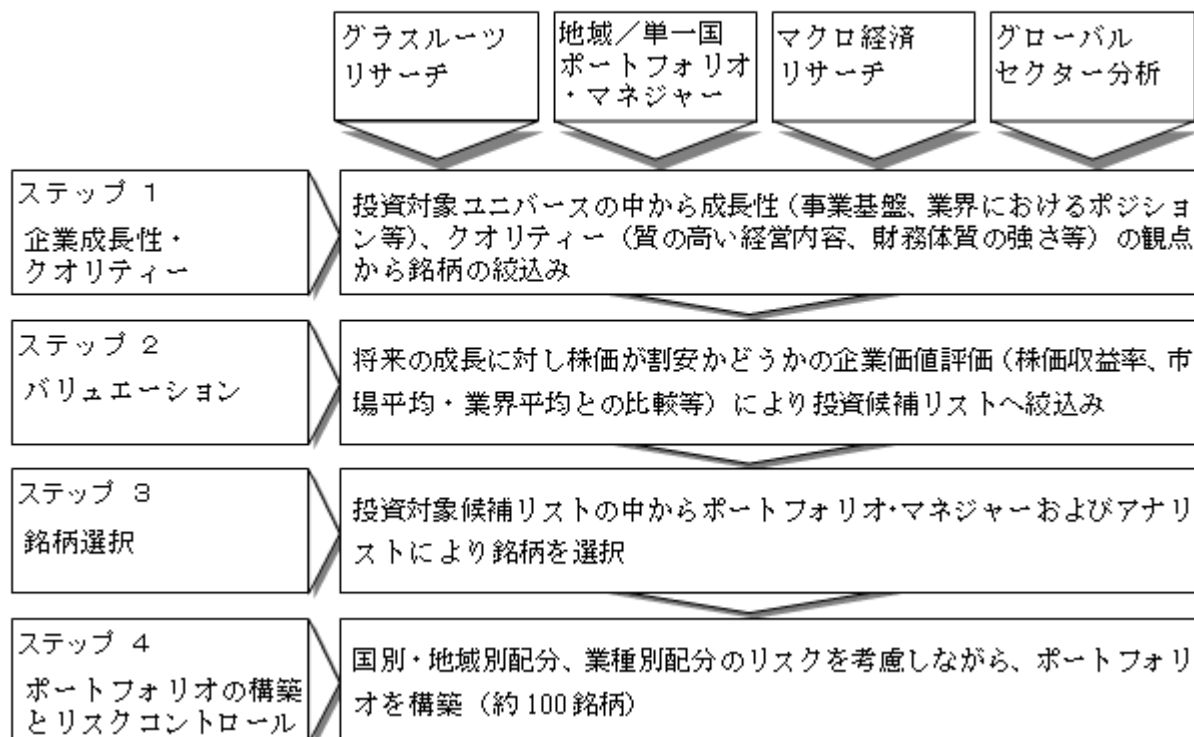 グラスルーツ
リサーチ
地域／単一国
ポートフォリオ
・マネジャー
マクロ経済
リサーチ
グローバル
セクター分析
ステップ 1
企業成長性・
クオリティー
投資対象ユニバースの中から成長性（事業基盤、業界におけるポジショ
ン等）、クオリティー（質の高い経営内容、財務体質の強さ等）の観点
から銘柄の絞込み
ステップ 2
バリュエーション
将来の成長に対し株価が割安かどうかの企業価値評価（株価収益率、市
場平均・業界平均との比較等）により投資候補リストへ絞込み
ステップ 3
銘柄選択
投資対象候補リストの中からポートフォリオ・マネジャーおよびアナリ
ストにより銘柄を選択
ステップ 4
ポートフォリオの構築
とリスクコントロール
国別・地域別配分、業種別配分のリスクを考慮しながら、ポートフォリ
オを構築（約100銘柄）